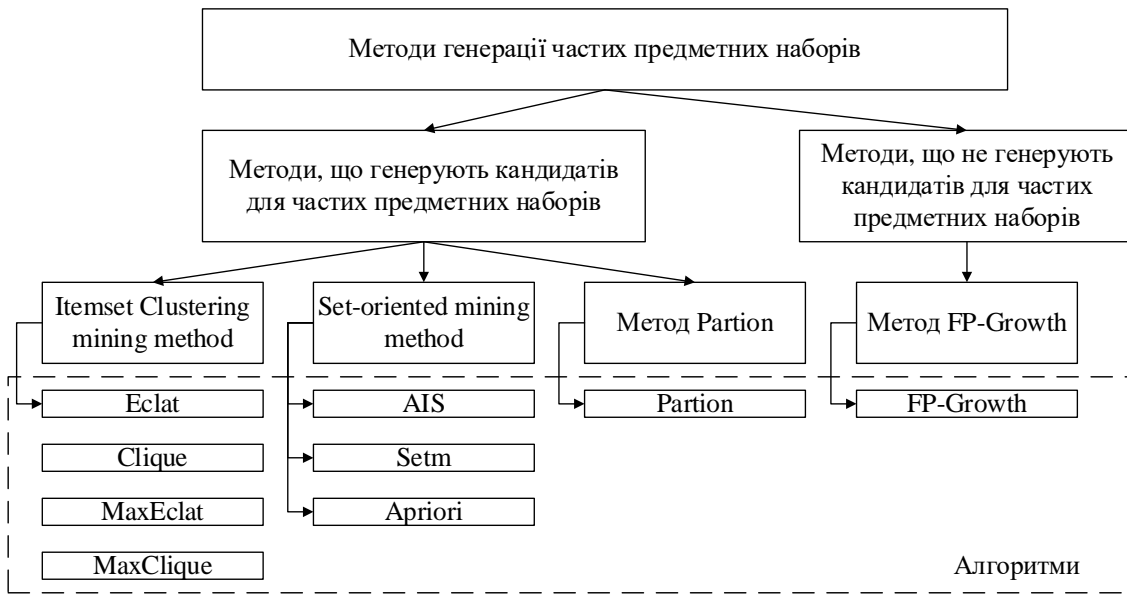 Методи генерації частих предметних наборів
Методи, що генерують кандидатів
для частих предметних наборів
Методи, що не генерують
кандидатів для частих
предметних наборів
Itemset Clustering
mining method
Set-oriented mining
method
Метод Partion
Метод FP-Growth
Eclat
AIS
Partion
FP-Growth
Clique
Setm
MaxEclat
Apriori
MaxClique
Алгоритми